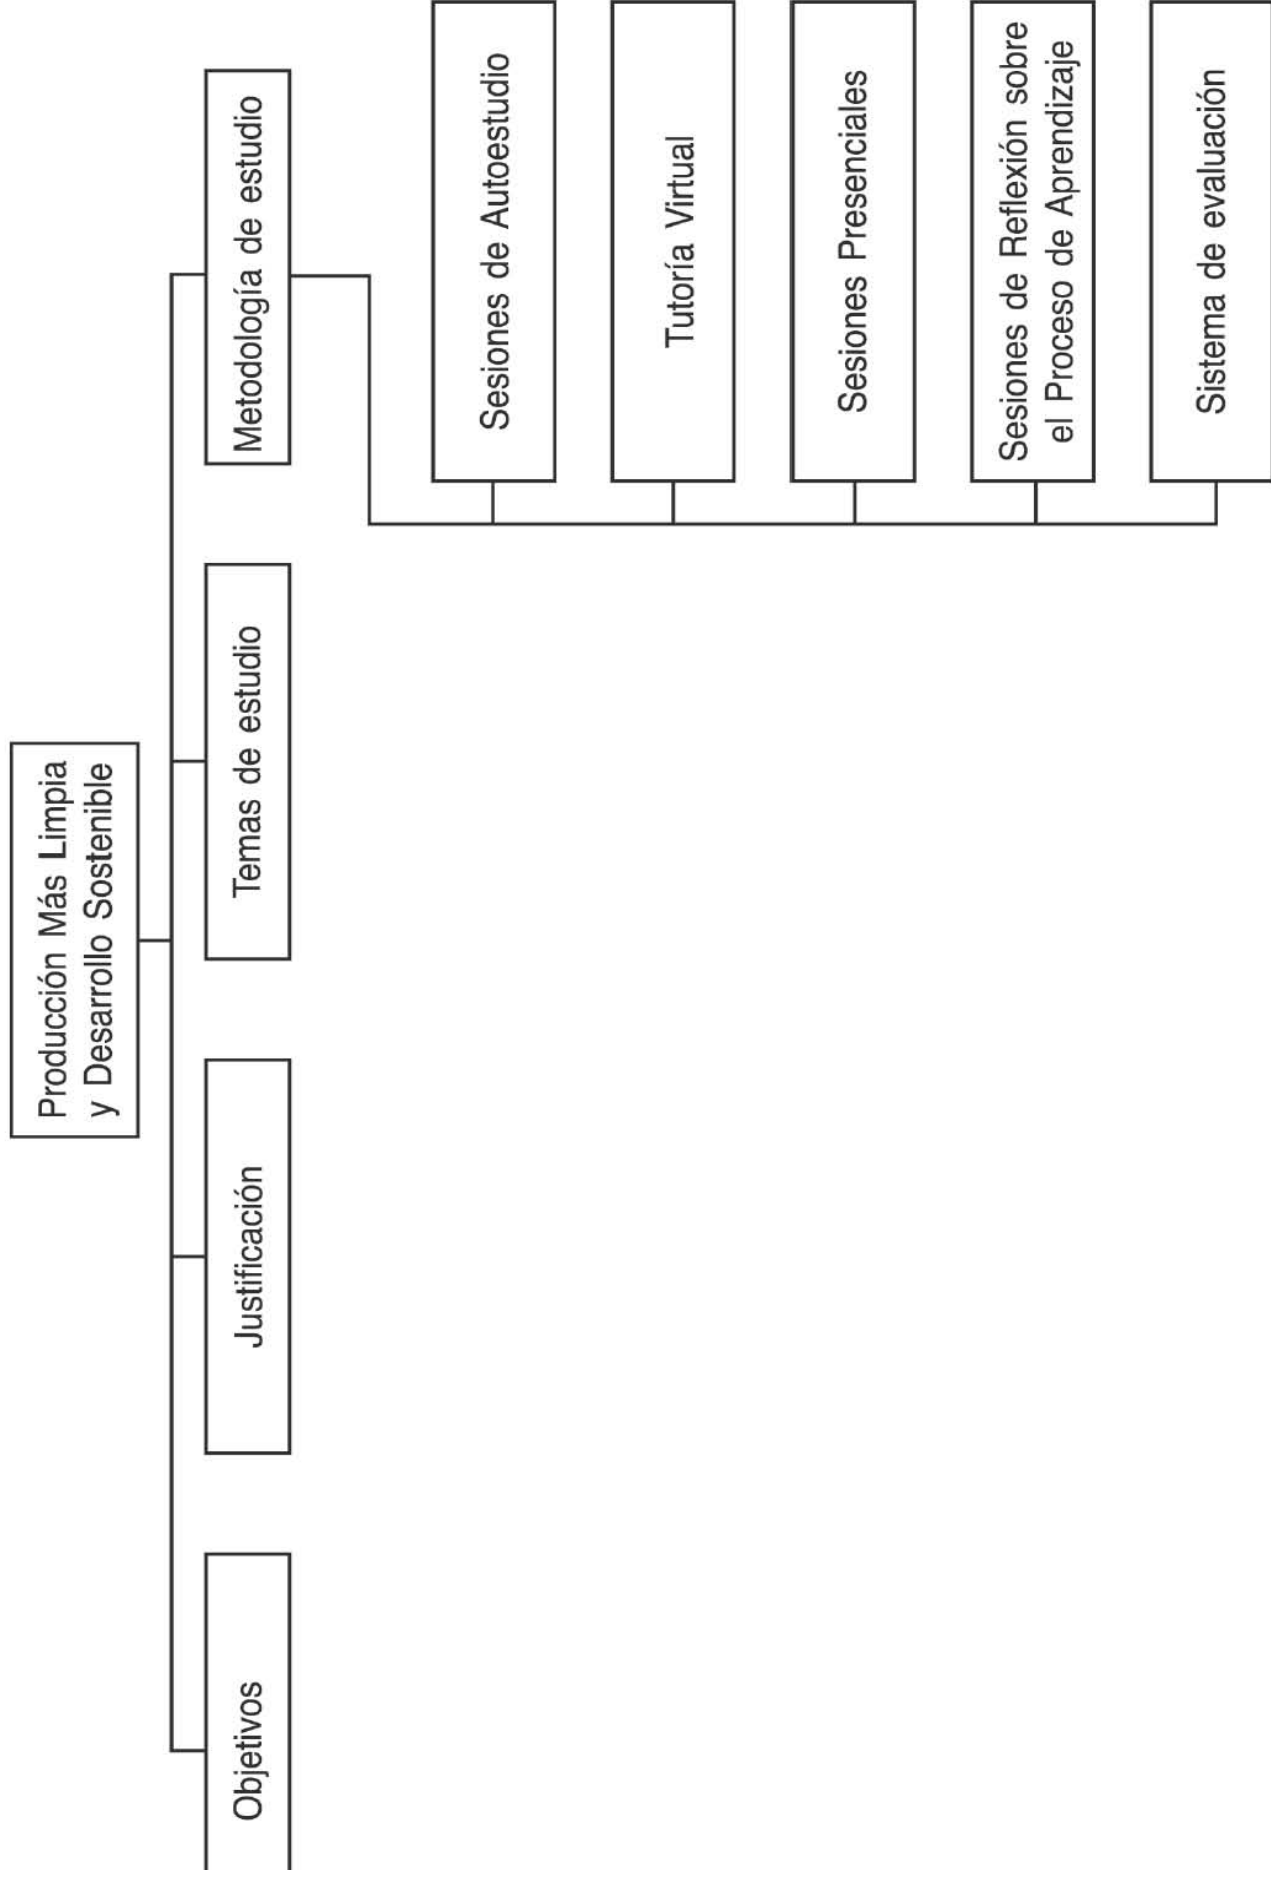 Producción Más Limpia
y Desarrollo Sostenible
Objetivos
Justificación
Temas de estudio
Metodología de estudio
Sesiones de Autoestudio
Tutoría Virtual
Sesiones Presenciales
Sesiones de Reflexión sobre
el Proceso de Aprendizaje
Sistema de evaluación